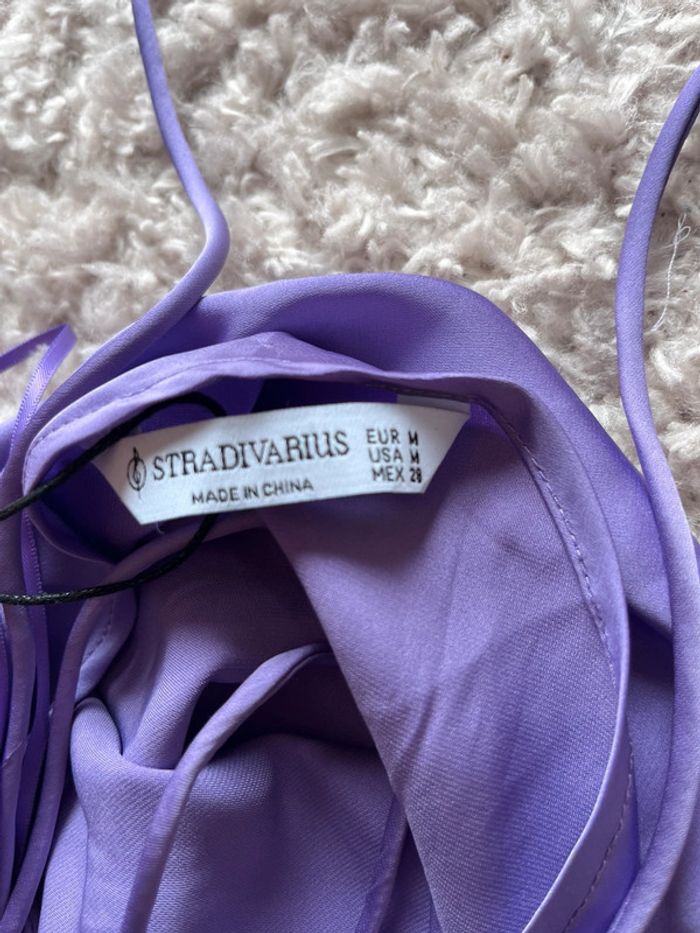 STRADIVARIUS
MADE IN CHINA
EUR M
USA M
MEX 28